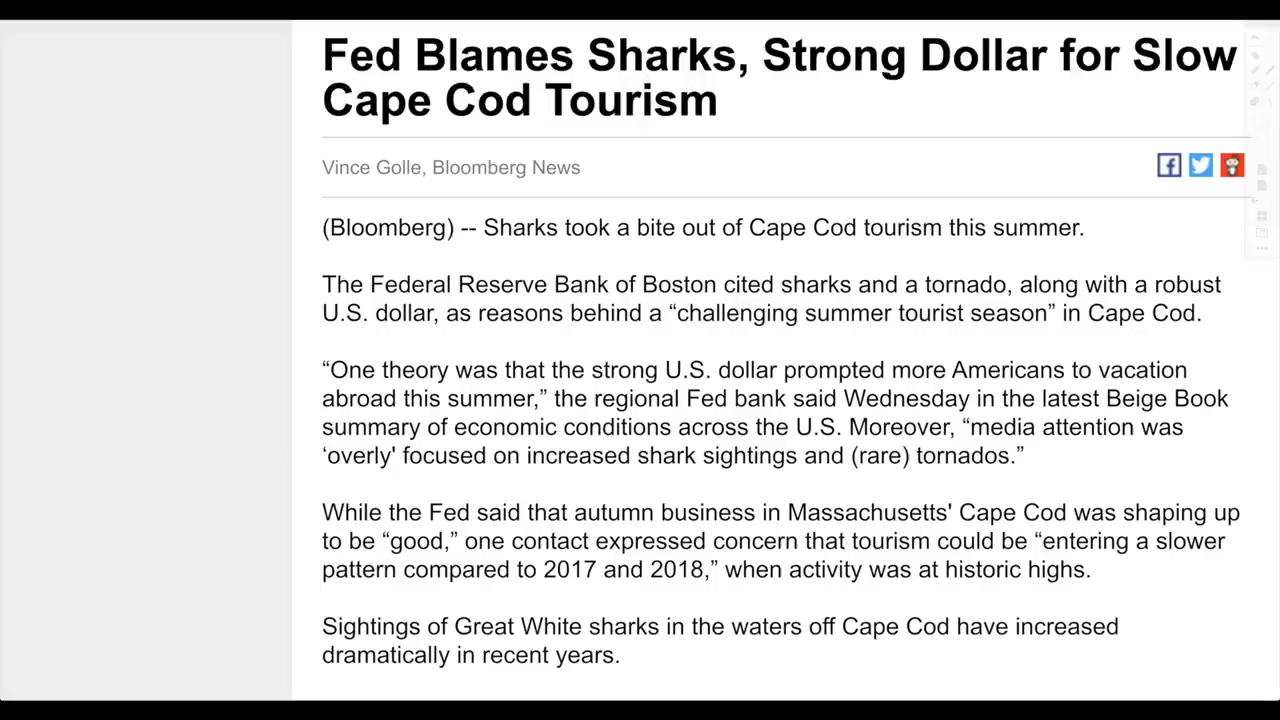 Fed Blames Sharks, Strong Dollar for Slow
Cape Cod Tourism
Vince Golle, Bloomberg News
(Bloomberg) -- Sharks took a bite out of Cape Cod tourism this summer.
The Federal Reserve Bank of Boston cited sharks and a tornado, along with a robust
U.S. dollar, as reasons behind a “challenging summer tourist season” in Cape Cod.
“One theory was that the strong U.S. dollar prompted more Americans to vacation
abroad this summer,” the regional Fed bank said Wednesday in the latest Beige Book
summary of economic conditions across the U.S. Moreover, “media attention was
‘overly' focused on increased shark sightings and (rare) tornados.”
While the Fed said that autumn business in Massachusetts' Cape Cod was shaping up
to be “good,” one contact expressed concern that tourism could be “entering a slower
pattern compared to 2017 and 2018,” when activity was at historic highs.
Sightings of Great White sharks in the waters off Cape Cod have increased
dramatically in recent years.